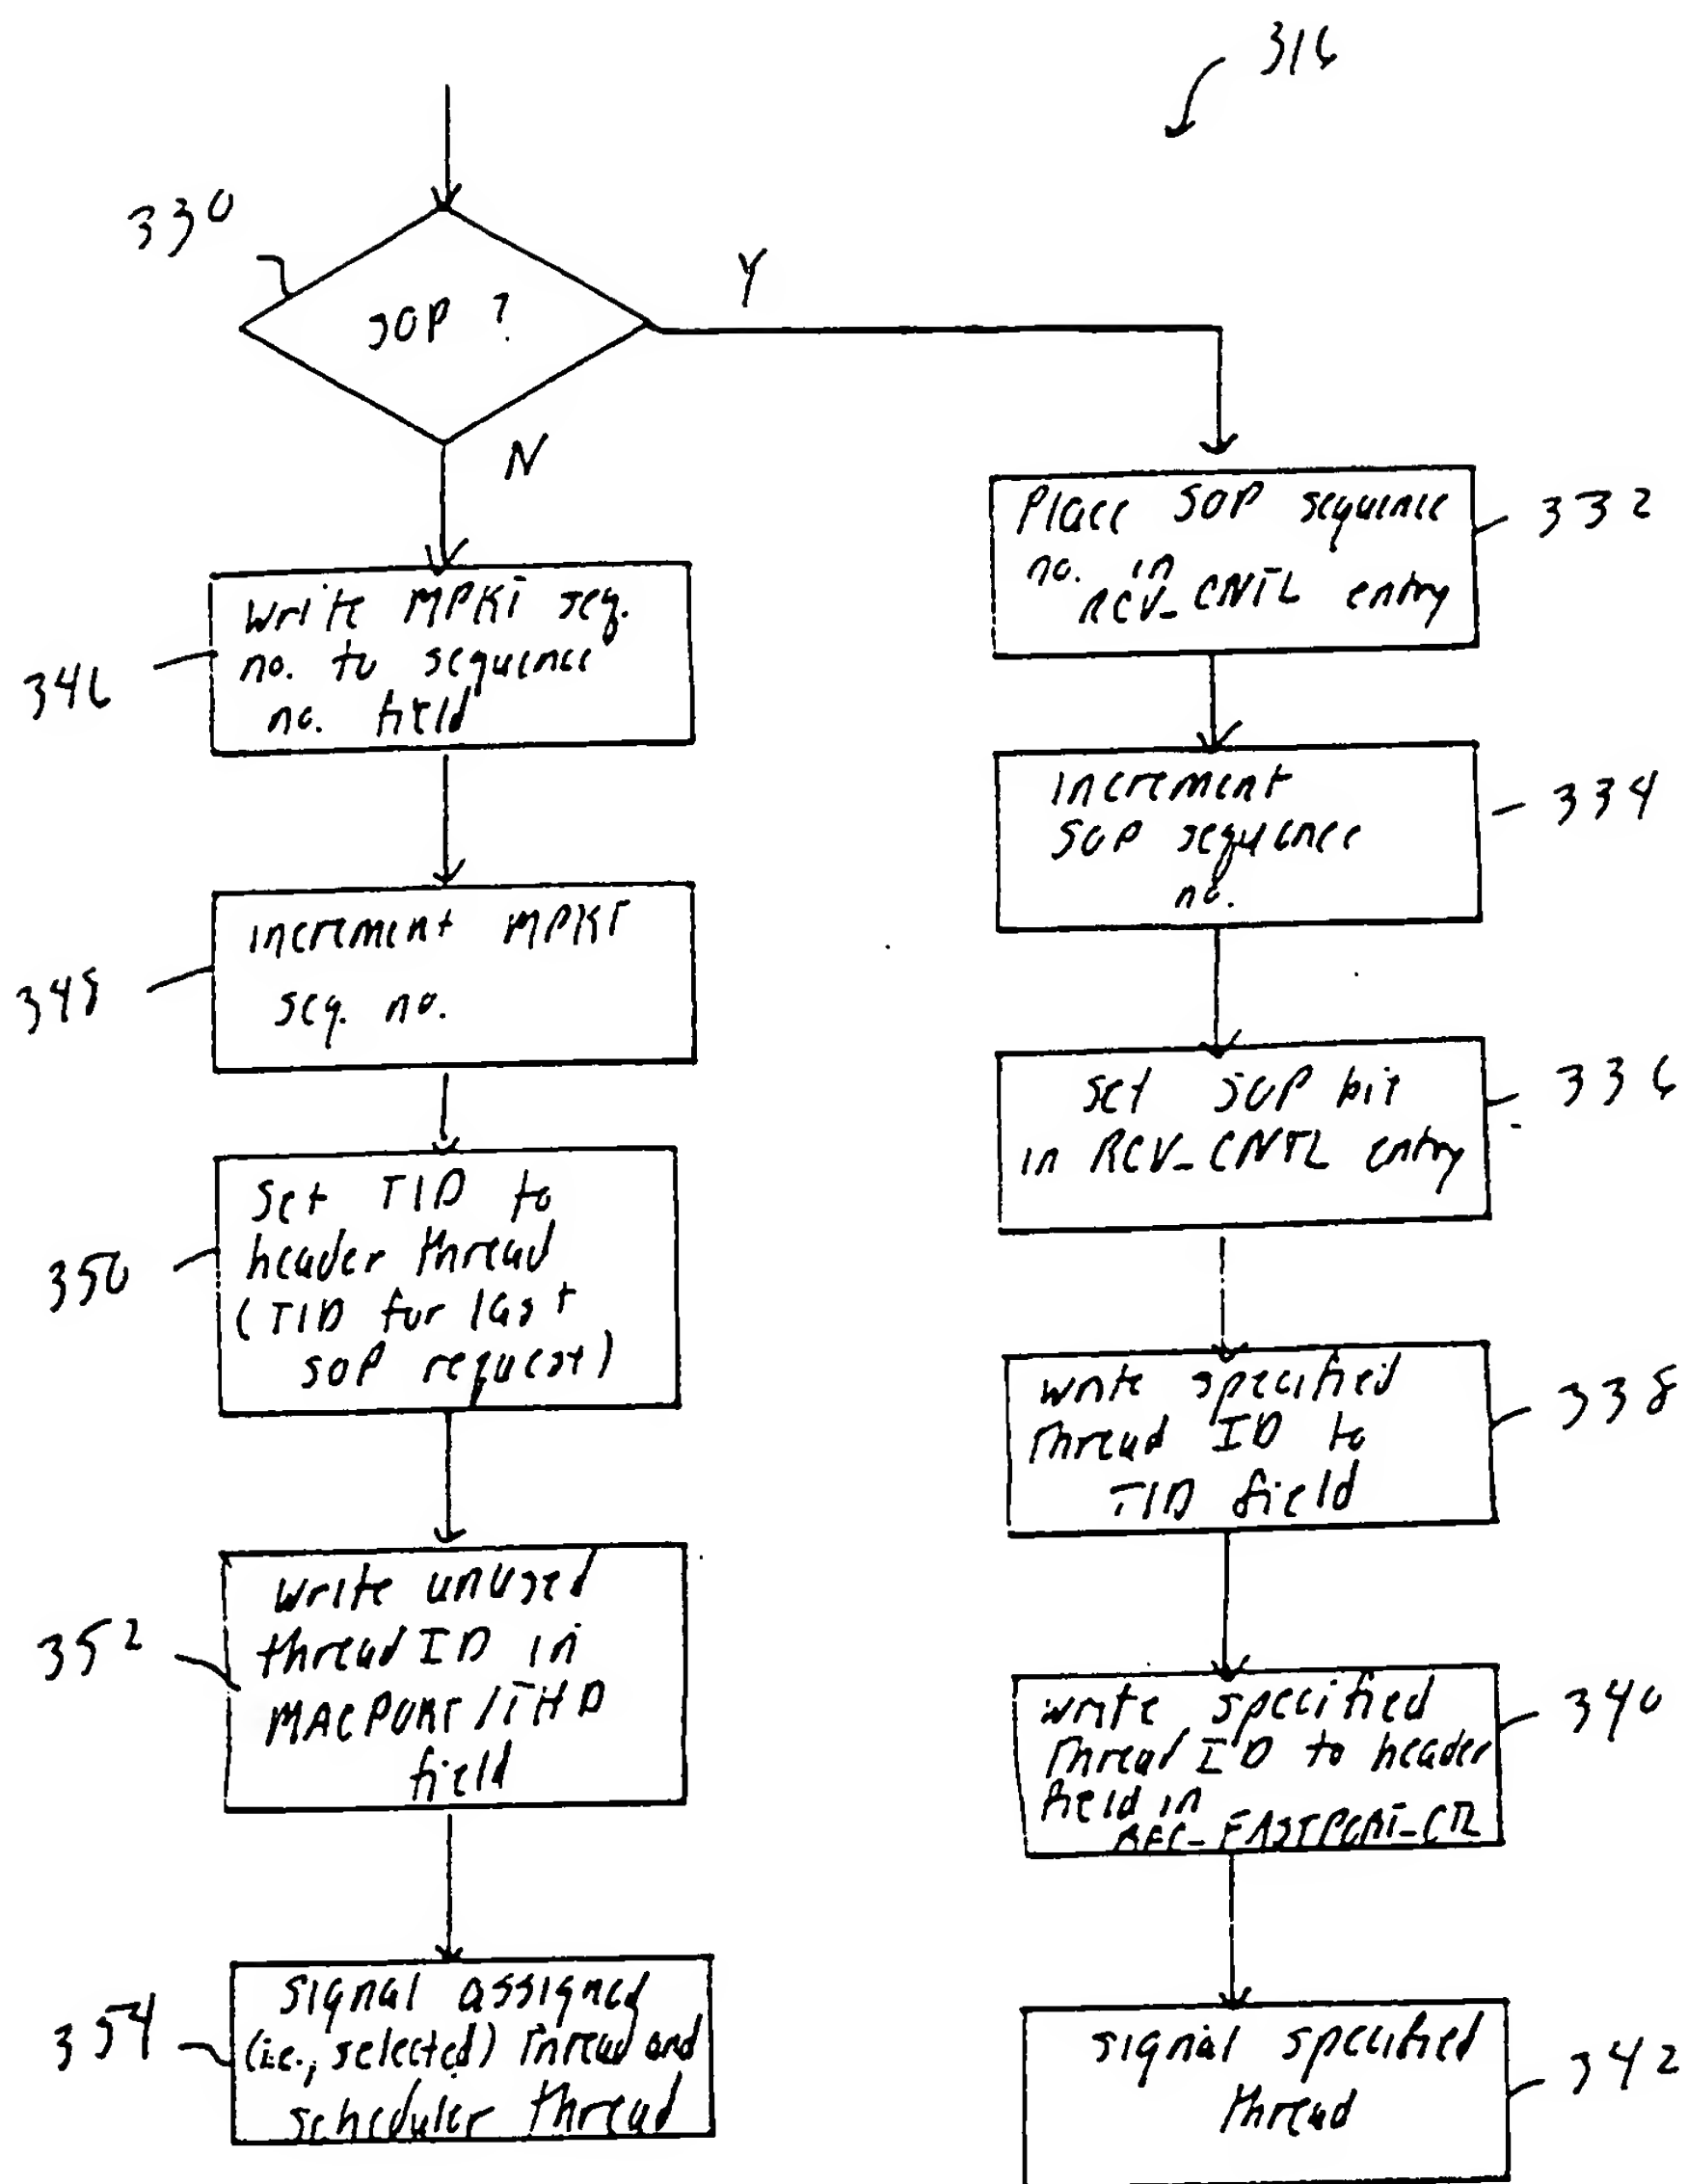 316
330
SOP ?
Y
N
Place SOP sequence
no. in
RCV_CNTL entry
332
Write MPKT seq.
no. to sequence
no. field
346
Increment
SOP sequence
no.
334
Increment MPKT
seq. no.
348
Set SOP bit
in RCV_CNTL entry
336
Set TID to
header thread
(TID for last
SOP request)
350
write specified
thread ID to
TID field
338
Write unused
thread ID in
MACPORT/THD
field
352
write specified
thread ID to header
field in
REC_FASTPORT_CTL
340
signal assigned
(i.e., selected) thread and
scheduler thread
354
signal specified
thread
342